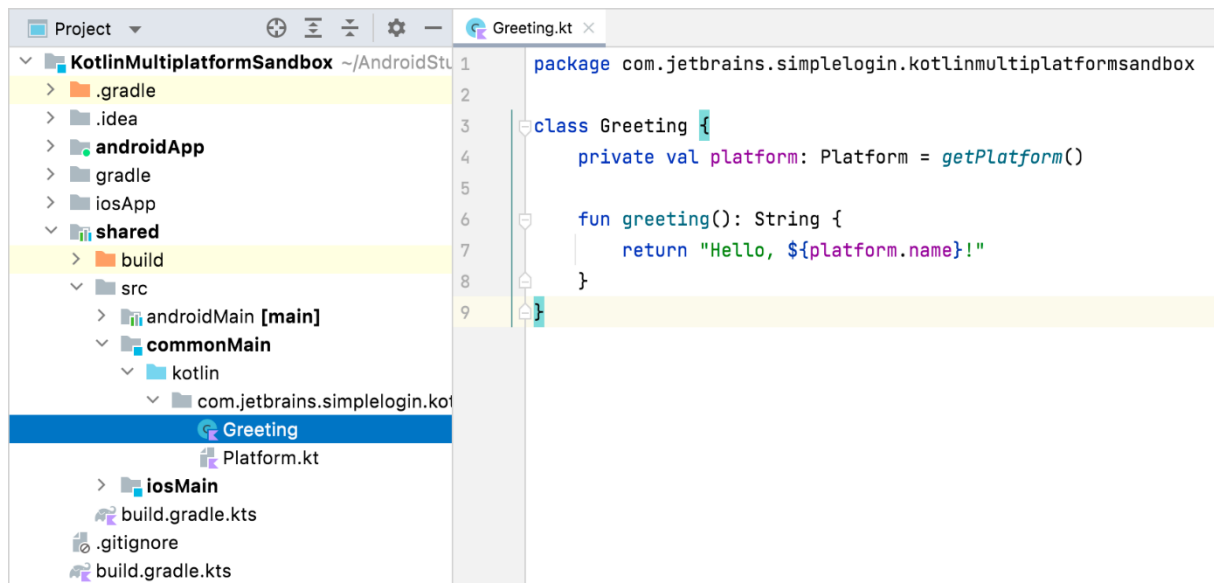 Project
KotlinMultiplatformSandbox ~/AndroidStu
.gradle
.idea
androidApp
gradle
iosApp
shared
build
src
androidMain [main]
commonMain
kotlin
com.jetbrains.simplelogin.kot
Greeting
Platform.kt
iosMain
build.gradle.kts
.gitignore
build.gradle.kts
Greeting.kt
1 package com.jetbrains.simplelogin.kotlinmultiplatformsandbox
2
3 class Greeting {
4 private val platform: Platform = getPlatform()
5
6 fun greeting(): String {
7 return "Hello, ${platform.name}!"
8 }
9 }